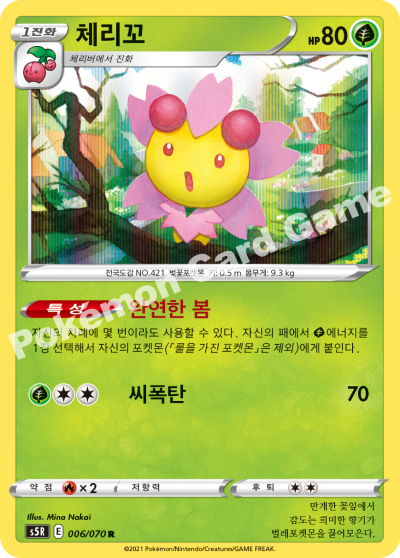 1진화
체리꼬
HP 80
체리버에서 진화
전국도감 NO.421 벚꽃포켓몬 키: 0.5 m 몸무게: 9.3 kg
특성 완연한 봄
자신의 차례에 몇 번이라도 사용할 수 있다. 자신의 패에서 에너지를
1장 선택해서 자신의 포켓몬(「룰을 가진 포켓몬」은 제외)에게 붙인다.
씨폭탄 70
약점 ×2 저항력 후퇴
Illus. Mina Nakai
s5R E 006/070 R
만개한 꽃잎에서
감도는 희미한 향기가
벌레포켓몬을 끌어모은다.
©2021 Pokémon/Nintendo/Creatures/GAME FREAK.
Pokémon Card Game